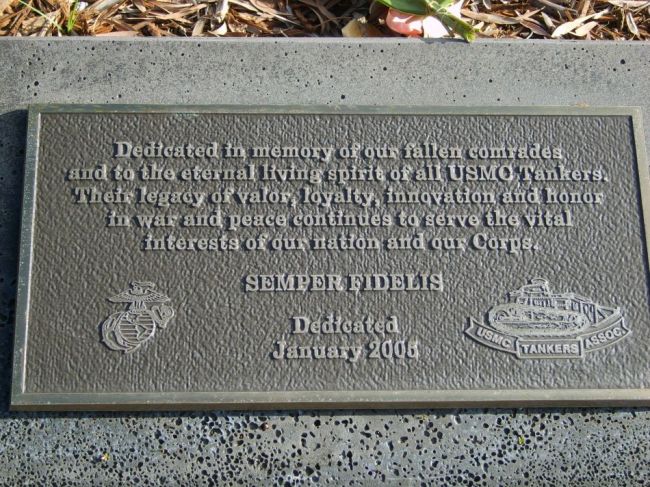 Dedicated in memory of our fallen comrades
and to the eternal living spirit of all USMC Tankers.
Their legacy of valor, loyalty, innovation and honor
in war and peace continues to serve the vital
interests of our nation and our Corps.
SEMPER FIDELIS
Dedicated
January 2005
USMC TANKERS ASSOC.